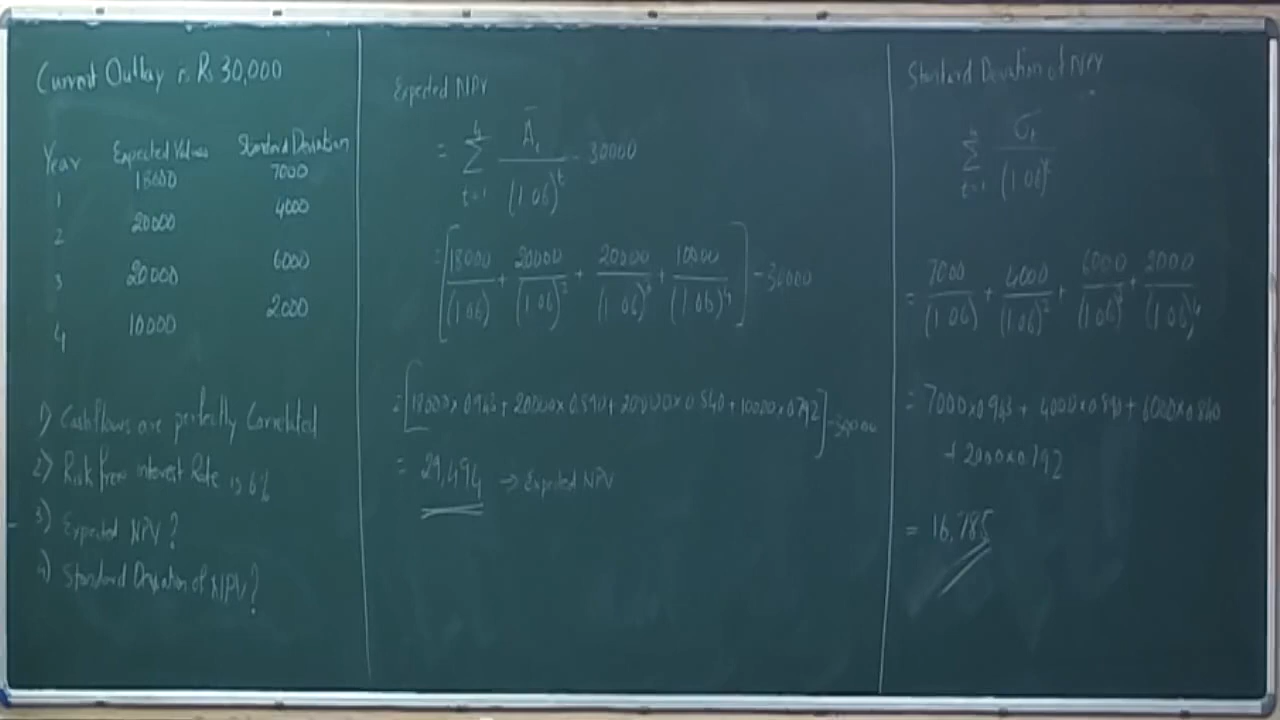 Current Outlay is Rs 30,000
Year Expected Values Standard Deviation
1 18000 7000
2 20000 4000
3 20000 6000
4 10000 2000
1) Cashflows are perfectly Correlated
2) Risk free interest Rate is 6%
3) Expected NPV?
4) Standard Deviation of NPV?
Expected NPV
= Σ_{t=1}^{4} Ā_t / (1.06)^t - 30000
= [18000/(1.06) + 20000/(1.06)^2 + 20000/(1.06)^3 + 10000/(1.06)^4] - 30000
= [18000×0.943 + 20000×0.890 + 20000×0.840 + 10000×0.792] - 30000
= 29,494 → Expected NPV
Standard Deviation of NPV
Σ_{t=1}^{4} σ_t / (1.06)^t
= 7000/(1.06) + 4000/(1.06)^2 + 6000/(1.06)^3 + 2000/(1.06)^4
= 7000×0.943 + 4000×0.890 + 6000×0.840
+ 2000×0.792
= 16,785